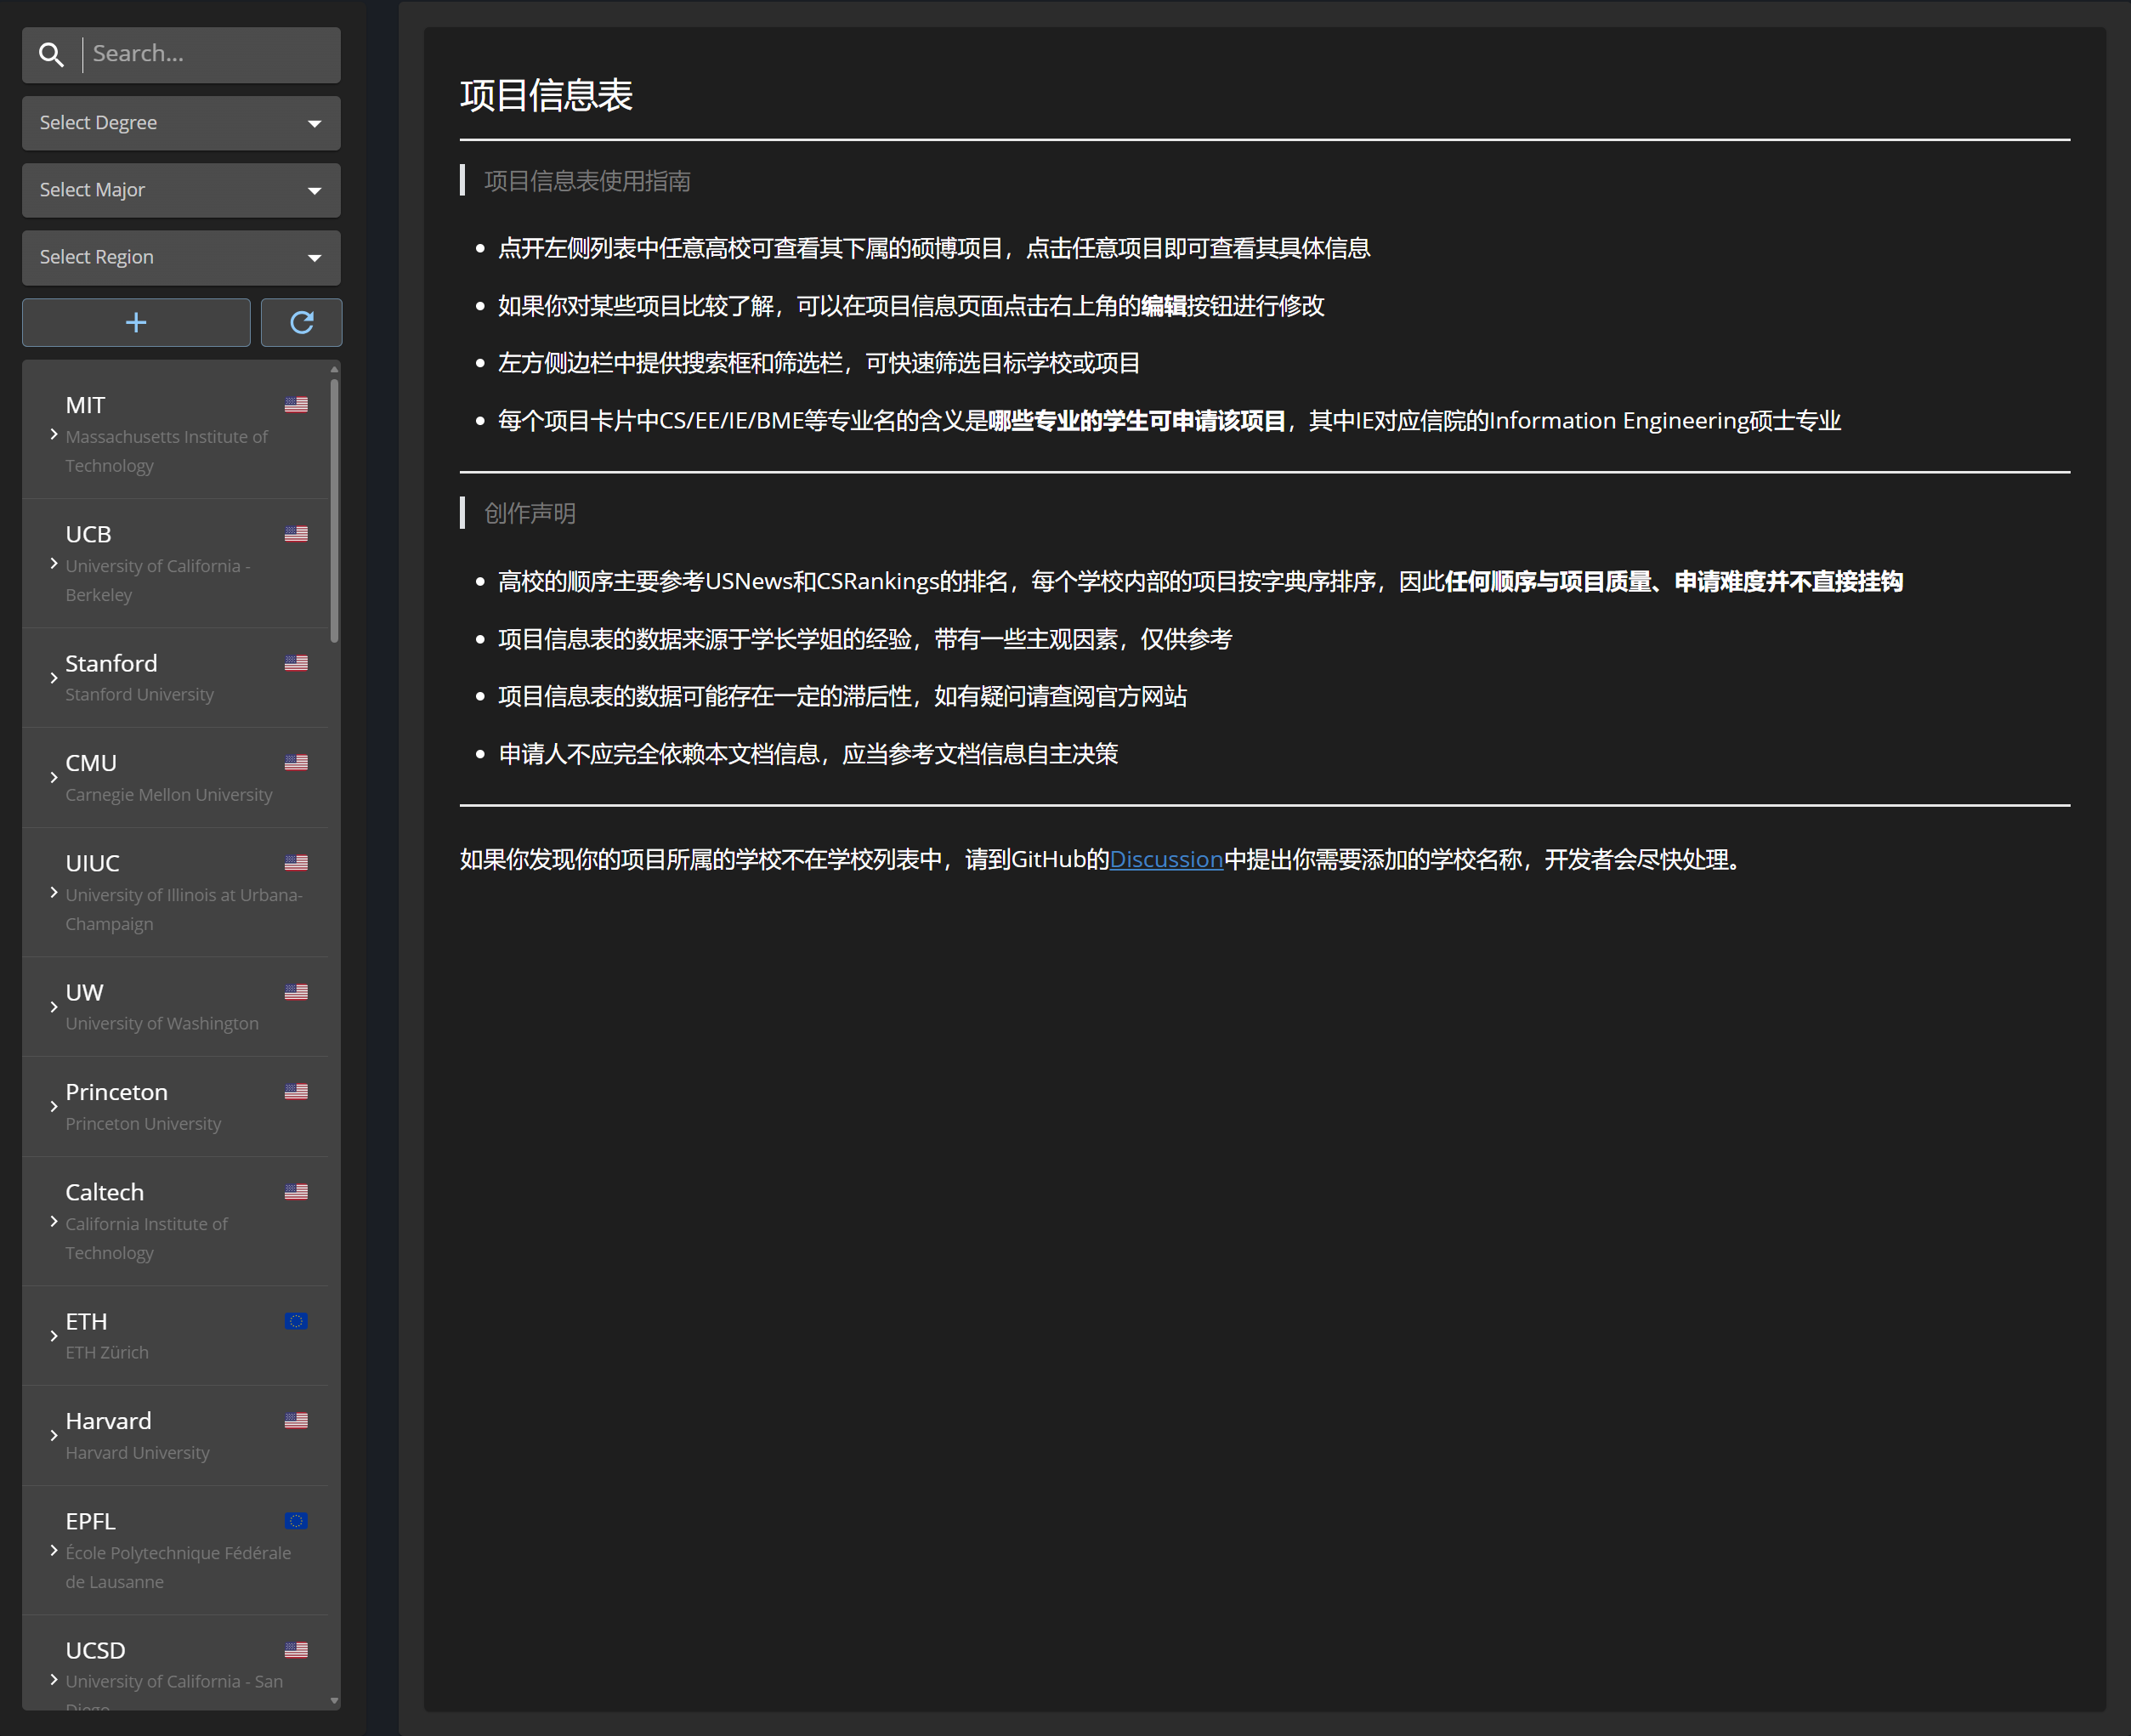 Search...
Select Degree
Select Major
Select Region
MIT
Massachusetts Institute of
Technology
UCB
University of California -
Berkeley
Stanford
Stanford University
CMU
Carnegie Mellon University
UIUC
University of Illinois at Urbana-
Champaign
UW
University of Washington
Princeton
Princeton University
Caltech
California Institute of
Technology
ETH
ETH Zürich
Harvard
Harvard University
EPFL
École Polytechnique Fédérale
de Lausanne
UCSD
University of California - San
Diego
项目信息表
项目信息表使用指南
点开左侧列表中任意高校可查看其下属的硕博项目，点击任意项目即可查看其具体信息
如果你对某些项目比较了解，可以在项目信息页面点击右上角的编辑按钮进行修改
左方侧边栏中提供搜索框和筛选栏，可快速筛选目标学校或项目
每个项目卡片中CS/EE/IE/BME等专业名的含义是哪些专业的学生可申请该项目，其中IE对应信院的Information Engineering硕士专业
创作声明
高校的顺序主要参考USNews和CSRankings的排名，每个学校内部的项目按字典序排序，因此任何顺序与项目质量、申请难度并不直接挂钩
项目信息表的数据来源于学长学姐的经验，带有一些主观因素，仅供参考
项目信息表的数据可能存在一定的滞后性，如有疑问请查阅官方网站
申请人不应完全依赖本文档信息，应当参考文档信息自主决策
如果你发现你的项目所属的学校不在学校列表中，请到GitHub的Discussion中提出你需要添加的学校名称，开发者会尽快处理。